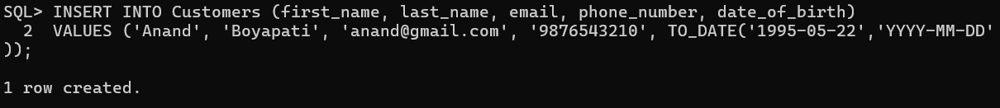 SQL> INSERT INTO Customers (first_name, last_name, email, phone_number, date_of_birth)
  2  VALUES ('Anand', 'Boyapati', 'anand@gmail.com', '9876543210', TO_DATE('1995-05-22','YYYY-MM-DD'
));
1 row created.